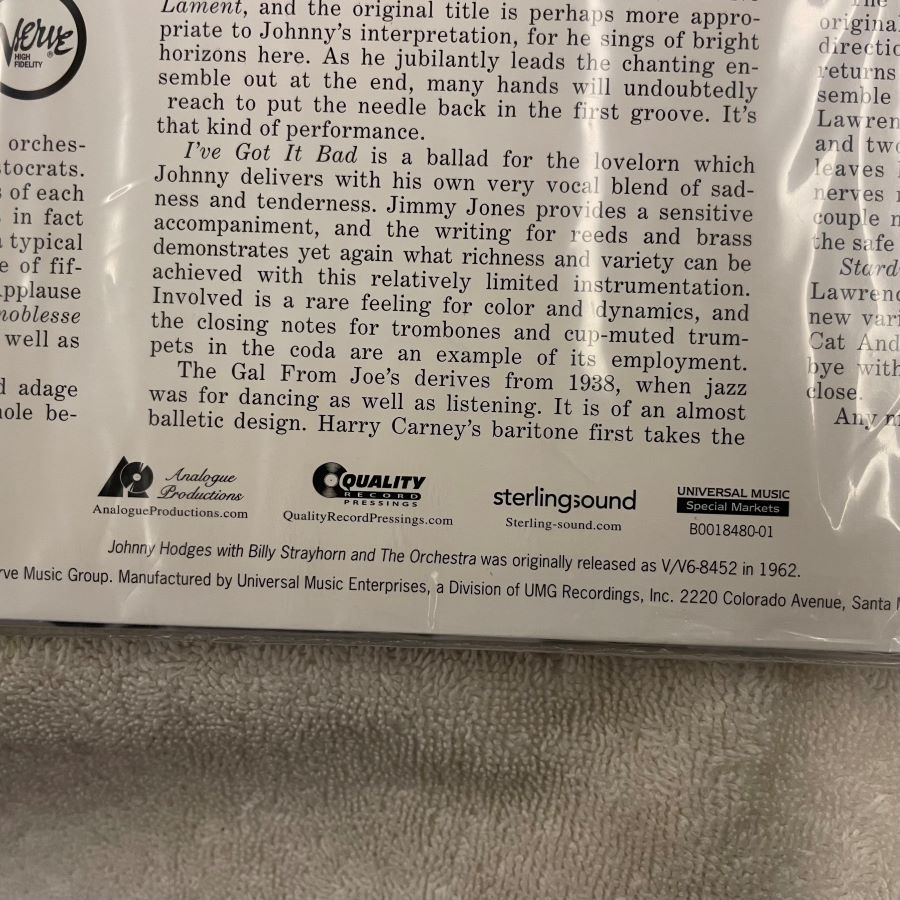 Verve
HIGH
FIDELITY
®
orches-
tocrats.
of each
in fact
typical
of fif-
applause
noblesse
well as
adage
ole be-
Lament, and the original title is perhaps more appro-
priate to Johnny's interpretation, for he sings of bright
horizons here. As he jubilantly leads the chanting en-
semble out at the end, many hands will undoubtedly
reach to put the needle back in the first groove. It's
that kind of performance.
I've Got It Bad is a ballad for the lovelorn which
Johnny delivers with his own very vocal blend of sad-
ness and tenderness. Jimmy Jones provides a sensitive
accompaniment, and the writing for reeds and brass
demonstrates yet again what richness and variety can be
achieved with this relatively limited instrumentation.
Involved is a rare feeling for color and dynamics, and
the closing notes for trombones and cup-muted trum-
pets in the coda are an example of its employment.
The Gal From Joe's derives from 1938, when jazz
was for dancing as well as listening. It is of an almost
balletic design. Harry Carney's baritone first takes the
The
original
directio
returns
semble
Lawren
and two
leaves
nerves
couple
the safe
Stard
Lawrenc
new vari
Cat And
bye with
close.
Any m
Analogue
Productions
AnalogueProductions.com
QUALITY
RECORD
PRESSINGS
QualityRecordPressings.com
sterlingsound
Sterling-sound.com
UNIVERSAL MUSIC
Special Markets
B0018480-01
Johnny Hodges with Billy Strayhorn and The Orchestra was originally released as V/V6-8452 in 1962.
rve Music Group. Manufactured by Universal Music Enterprises, a Division of UMG Recordings, Inc. 2220 Colorado Avenue, Santa